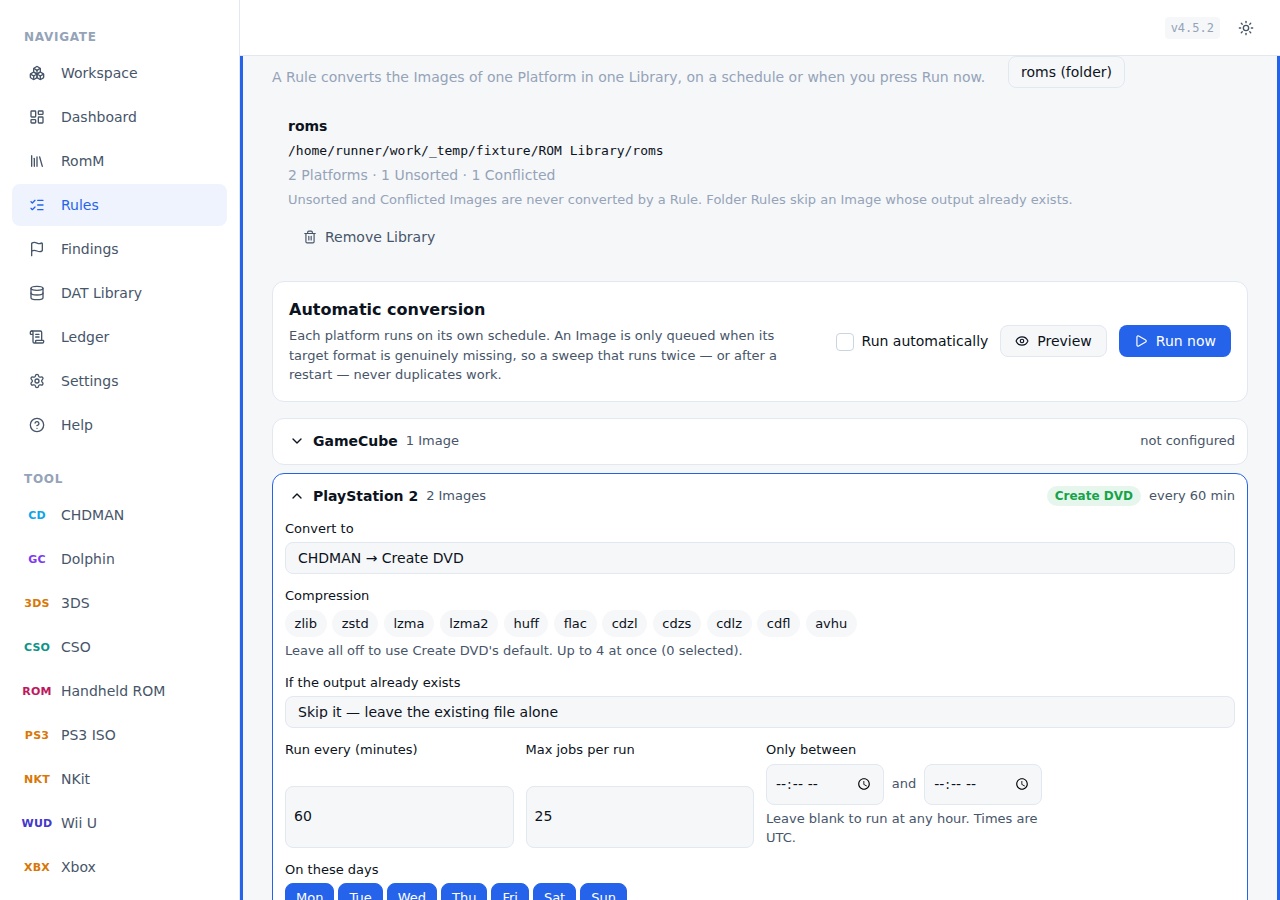 NAVIGATE
Workspace
Dashboard
RomM
Rules
Findings
DAT Library
Ledger
Settings
Help
TOOL
CD CHDMAN
GC Dolphin
3DS 3DS
CSO CSO
ROM Handheld ROM
PS3 PS3 ISO
NKT NKit
WUD Wii U
XBX Xbox
v4.5.2
A Rule converts the Images of one Platform in one Library, on a schedule or when you press Run now.
roms (folder)
roms
/home/runner/work/_temp/fixture/ROM Library/roms
2 Platforms · 1 Unsorted · 1 Conflicted
Unsorted and Conflicted Images are never converted by a Rule. Folder Rules skip an Image whose output already exists.
Remove Library
Automatic conversion
Each platform runs on its own schedule. An Image is only queued when its
target format is genuinely missing, so a sweep that runs twice — or after a
restart — never duplicates work.
Run automatically
Preview
Run now
GameCube 1 Image
not configured
PlayStation 2 2 Images
Create DVD every 60 min
Convert to
CHDMAN → Create DVD
Compression
zlib zstd lzma lzma2 huff flac cdzl cdzs cdlz cdfl avhu
Leave all off to use Create DVD's default. Up to 4 at once (0 selected).
If the output already exists
Skip it — leave the existing file alone
Run every (minutes)
60
Max jobs per run
25
Only between
--:-- -- and --:-- --
Leave blank to run at any hour. Times are
UTC.
On these days
Mon Tue Wed Thu Fri Sat Sun